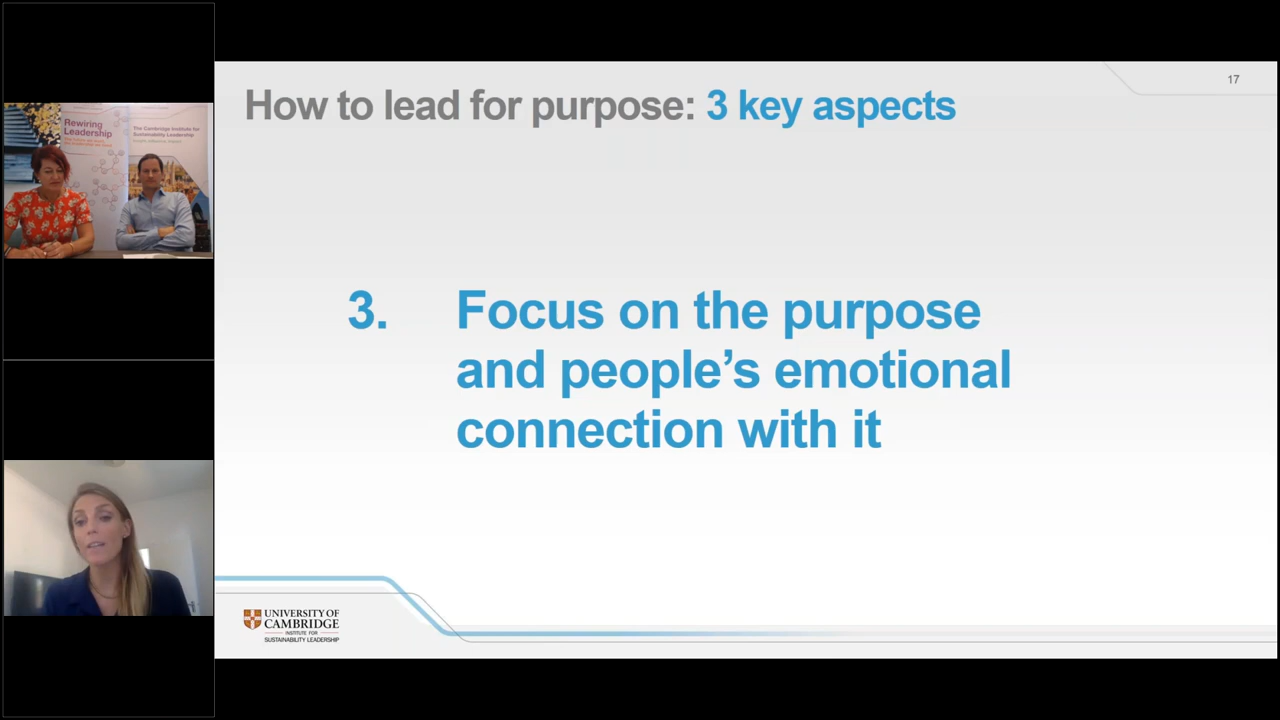 How to lead for purpose: 3 key aspects
17
3. Focus on the purpose
and people’s emotional
connection with it
UNIVERSITY OF
CAMBRIDGE
INSTITUTE FOR
SUSTAINABILITY LEADERSHIP
Rewiring
Leadership
The Cambridge Institute for
Sustainability Leadership